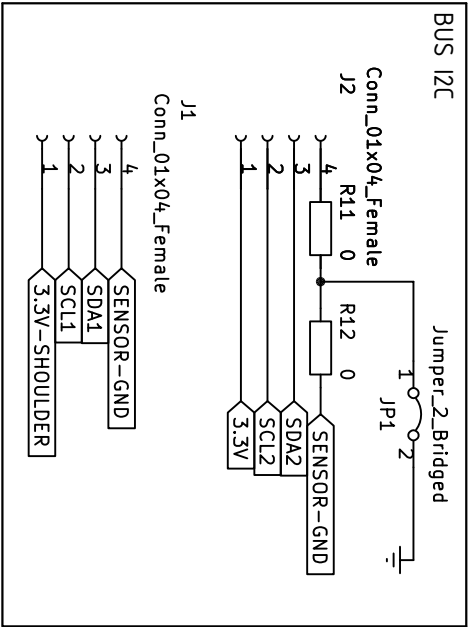 BUS I2C
Jumper_2_Bridged
1 2
JP1
Conn_01x04_Female
J2
R11 0
R12 0
4
SENSOR-GND
3
SDA2
2
SCL2
1
3.3V
J1
Conn_01x04_Female
4
SENSOR-GND
3
SDA1
2
SCL1
1
3.3V-SHOULDER